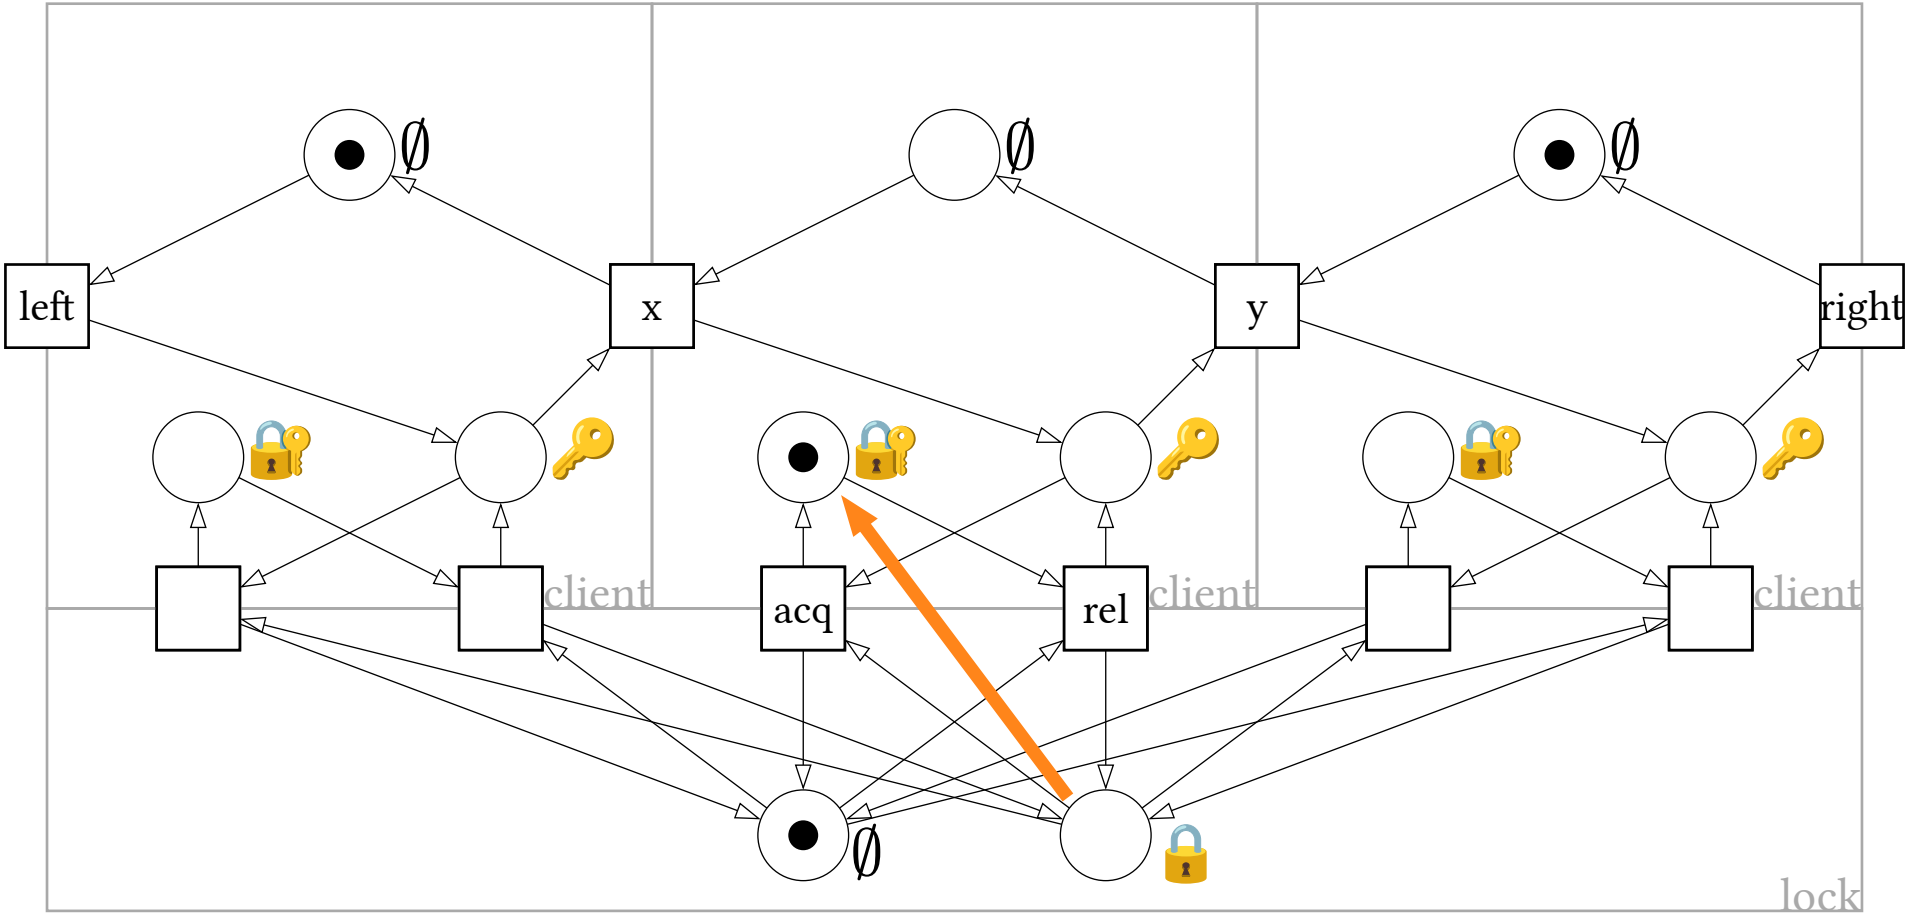 ∅ ∅ ∅
left x y right
🔐 🔑 🔐 🔑 🔐 🔑
client client client
acq rel
∅ 🔒
lock